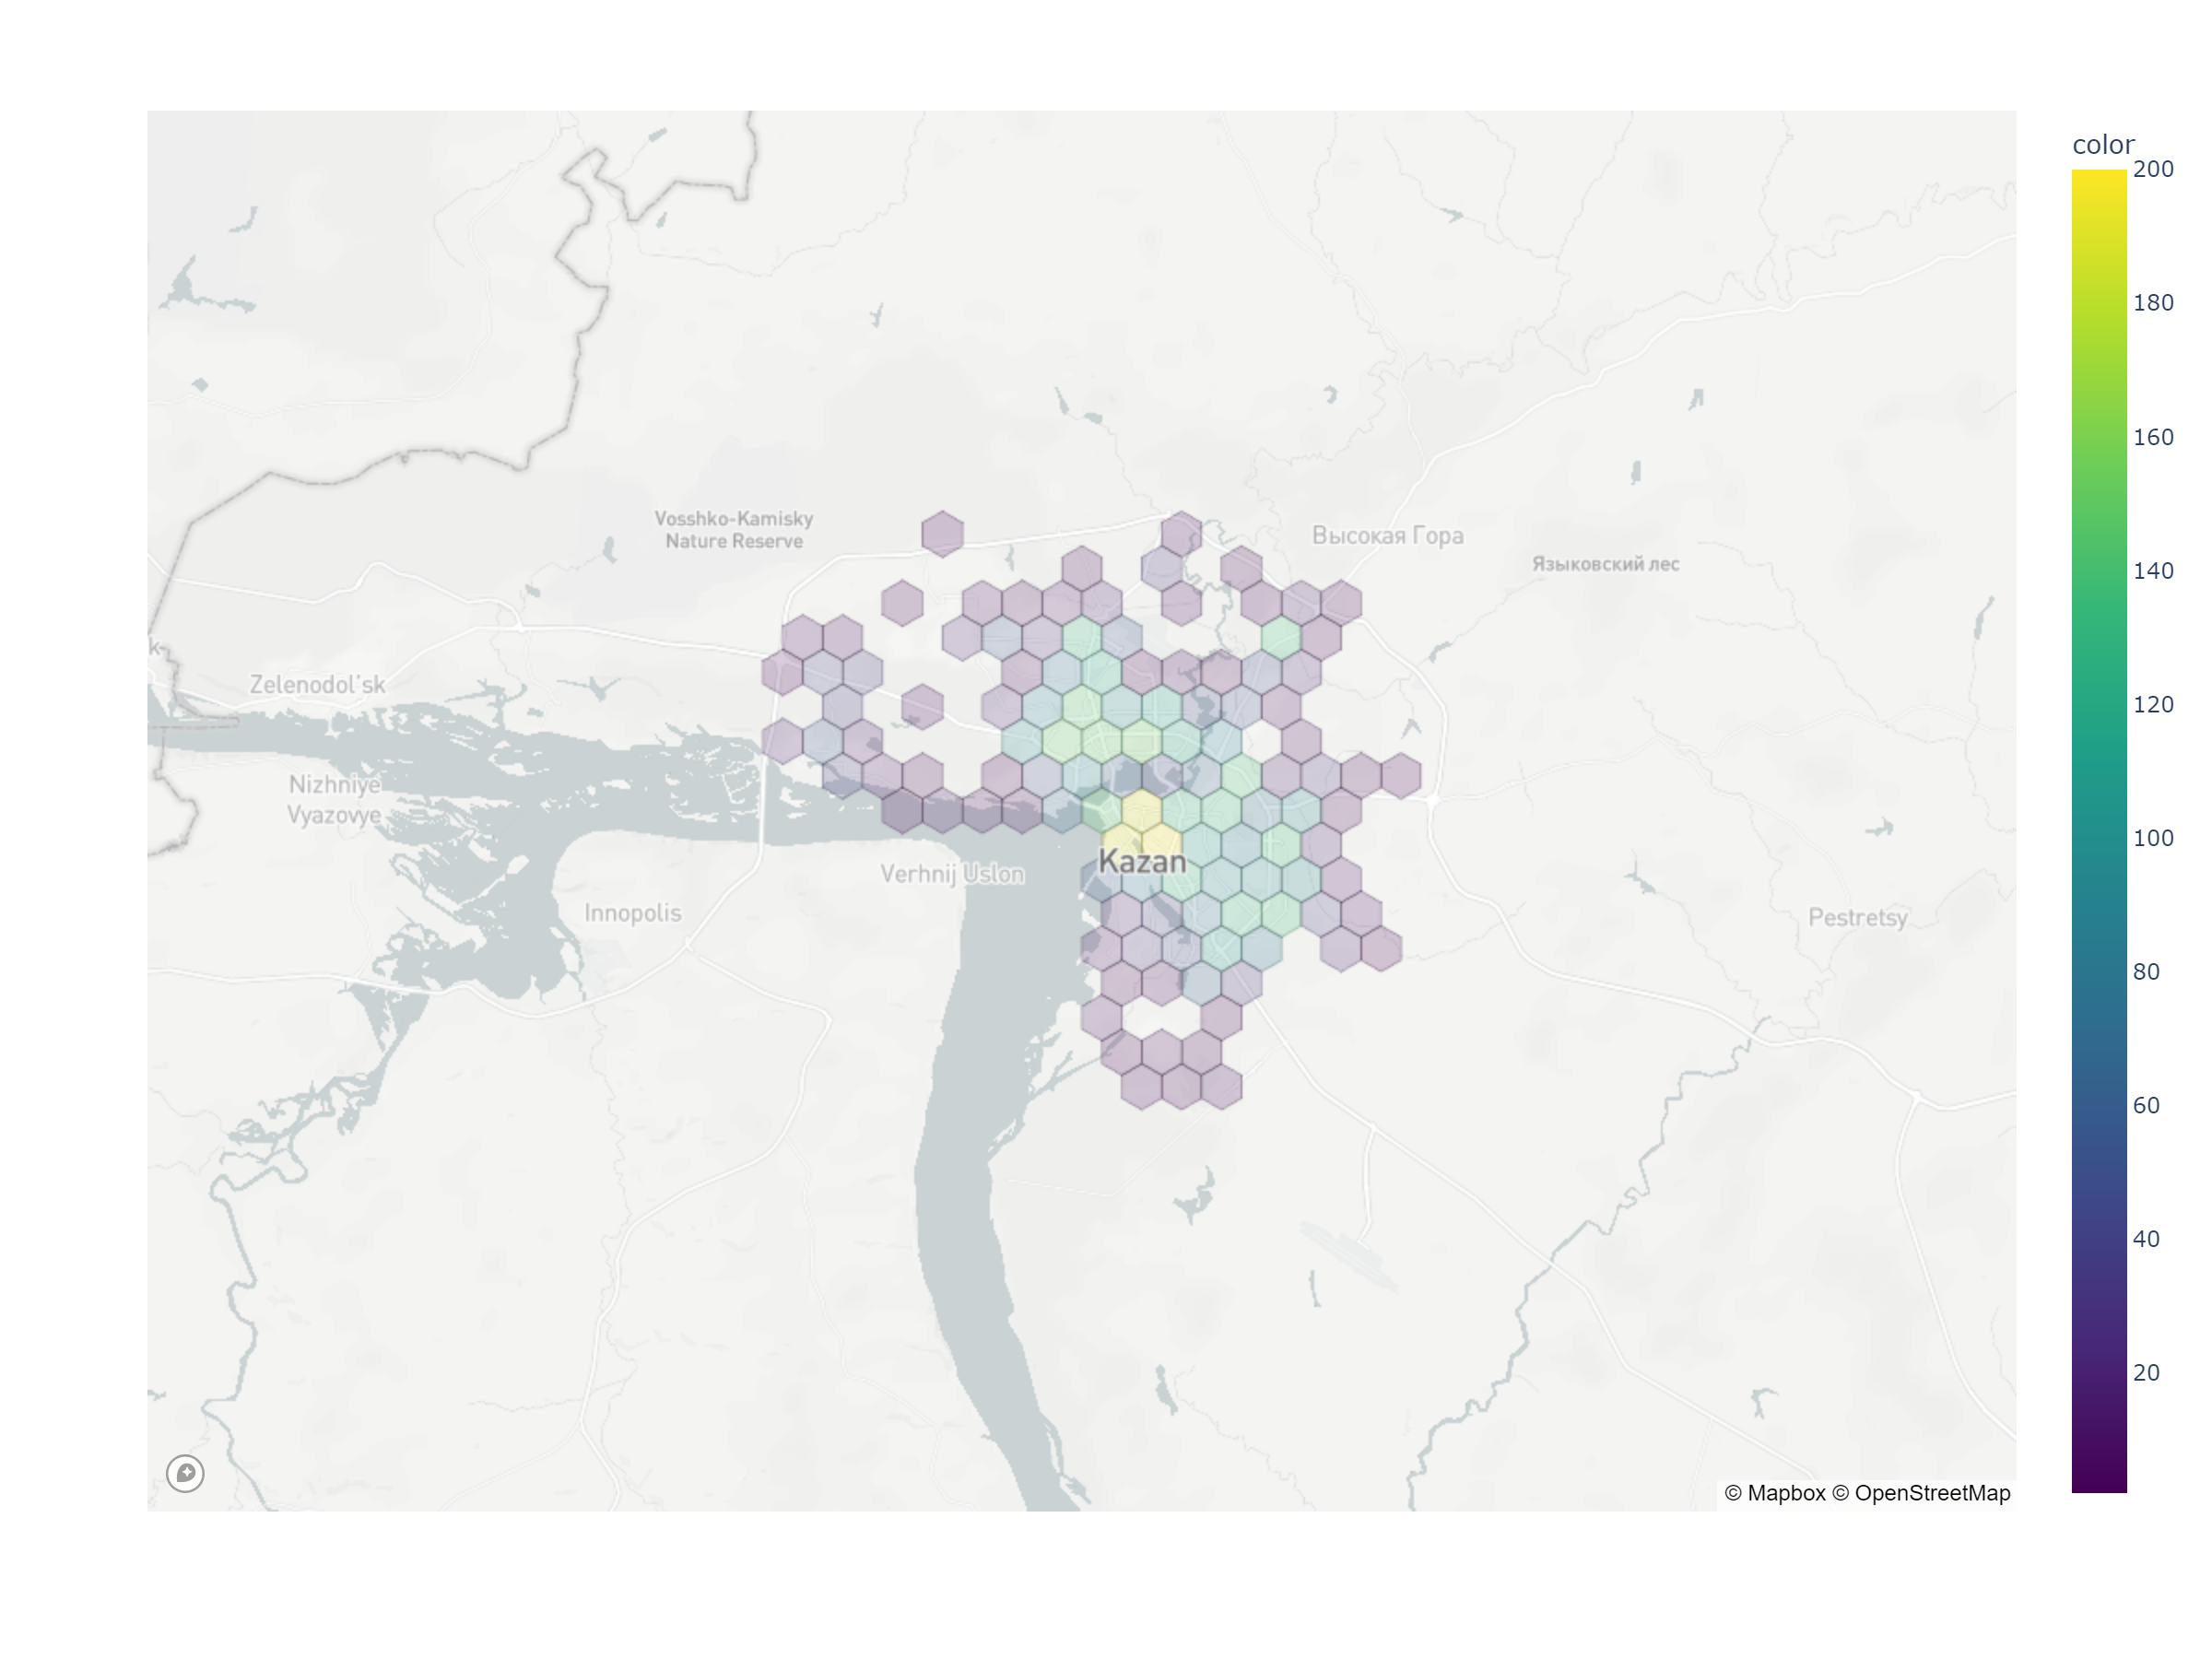 color
200
180
160
140
120
100
80
60
40
20
Vosshko-Kamisky
Nature Reserve
Высокая Гора
Языковский лес
k-
Zelenodol'sk
Nizhniye
Vyazovye
Verhnij Uslon
Kazan
Innopolis
Pestretsy
© Mapbox © OpenStreetMap